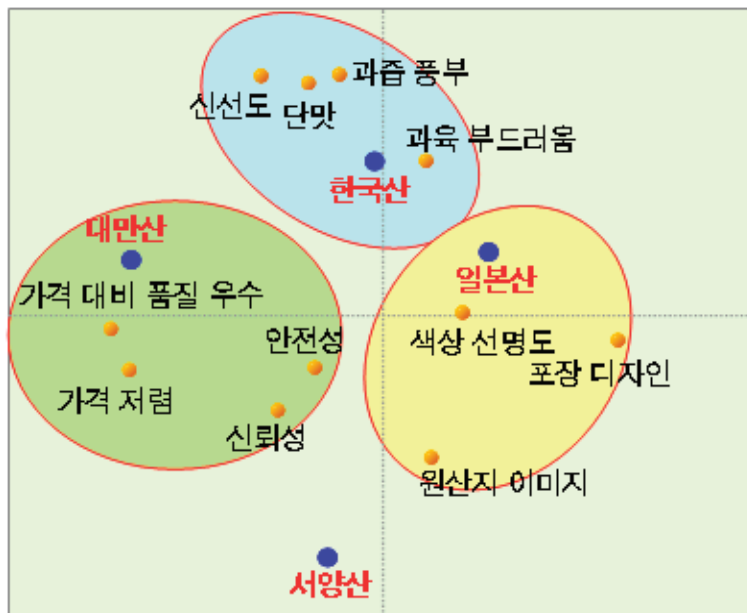 과즙 풍부
신선도
단맛
과육 부드러움
한국산
대만산
일본산
가격 대비 품질 우수
안전성
색상 선명도
포장 디자인
가격 저렴
신뢰성
원산지 이미지
서양산